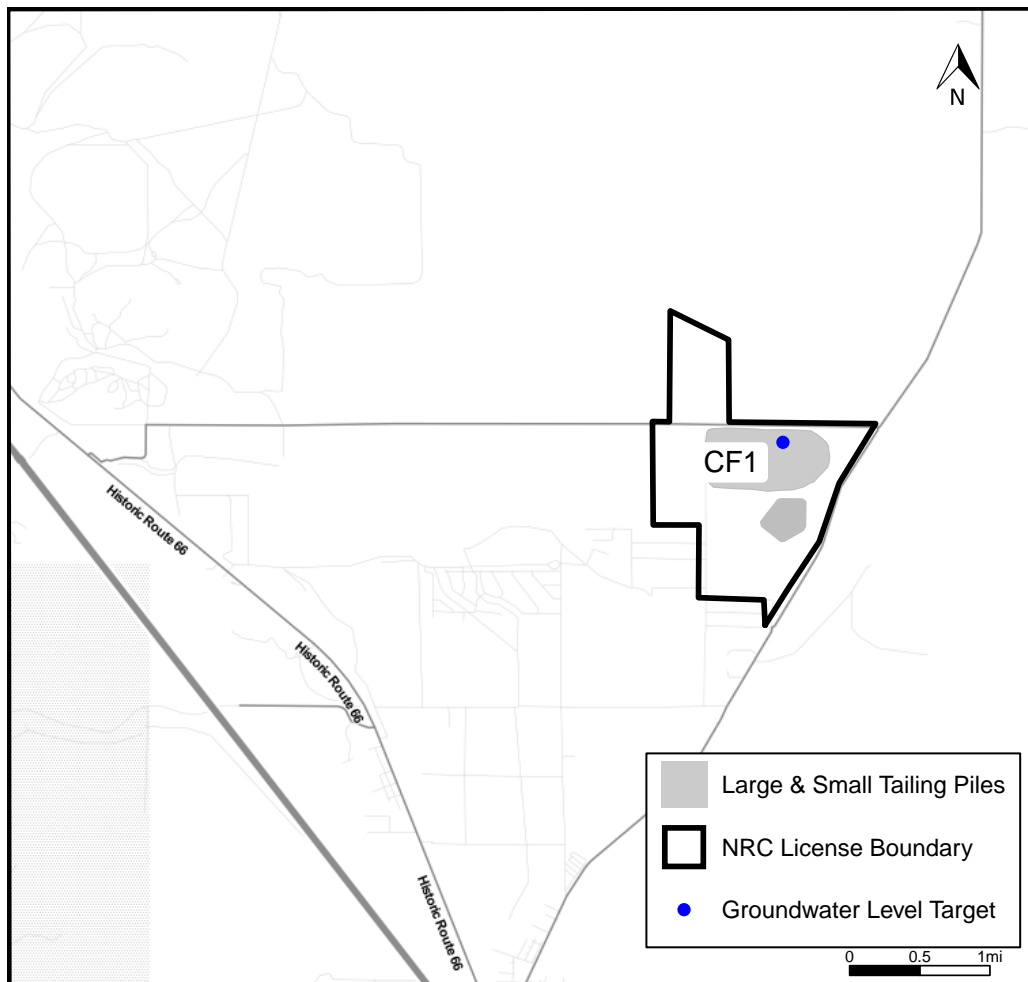 N
CF1
Historic Route 66
Historic Route 66
Historic Route 66
Large & Small Tailing Piles
NRC License Boundary
Groundwater Level Target
0 0.5 1mi